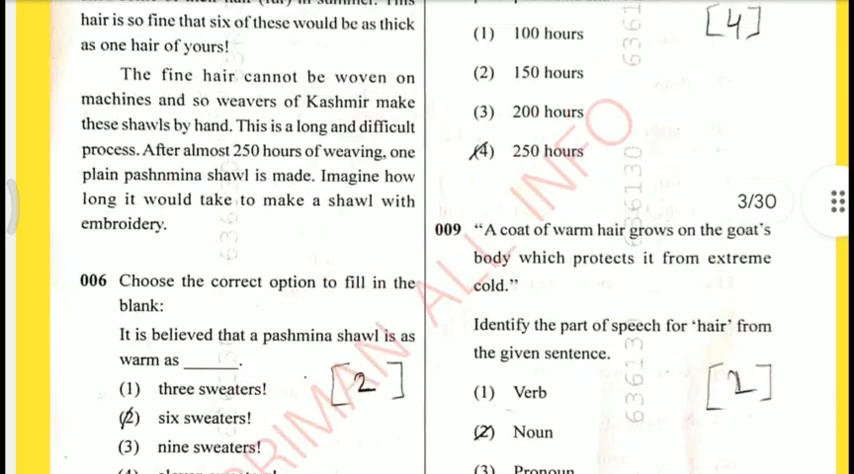 hair is so fine that six of these would be as thick
as one hair of yours!
The fine hair cannot be woven on
machines and so weavers of Kashmir make
these shawls by hand. This is a long and difficult
process. After almost 250 hours of weaving, one
plain pashnmina shawl is made. Imagine how
long it would take to make a shawl with
embroidery.
006 Choose the correct option to fill in the
blank:
It is believed that a pashmina shawl is as
warm as ______.
(1) three sweaters!
(2) six sweaters!
(3) nine sweaters!
[2]
(1) 100 hours
(2) 150 hours
(3) 200 hours
(4) 250 hours
[4]
3/30
009 "A coat of warm hair grows on the goat's
body which protects it from extreme
cold."
Identify the part of speech for 'hair' from
the given sentence.
(1) Verb
(2) Noun
(3) Pronoun
[2]
RRIMAN ALL INFO
636130
636130
636130